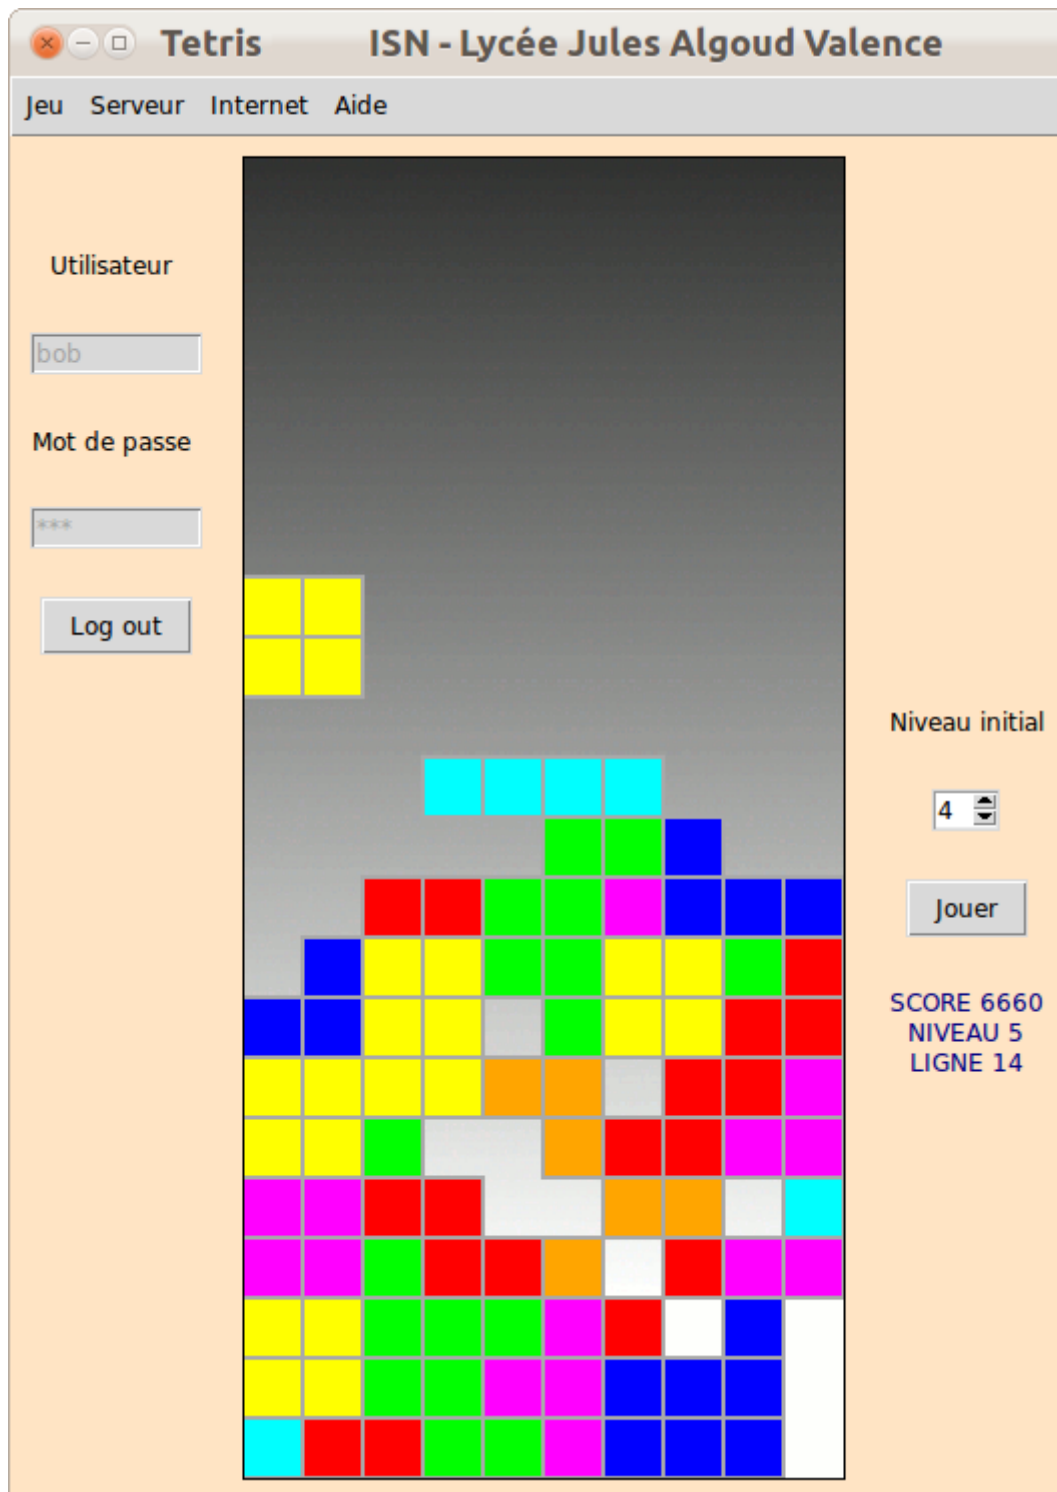 Tetris ISN - Lycée Jules Algoud Valence
Jeu Serveur Internet Aide
Utilisateur
bob
Mot de passe
***
Log out
Niveau initial
4
Jouer
SCORE 6660
NIVEAU 5
LIGNE 14